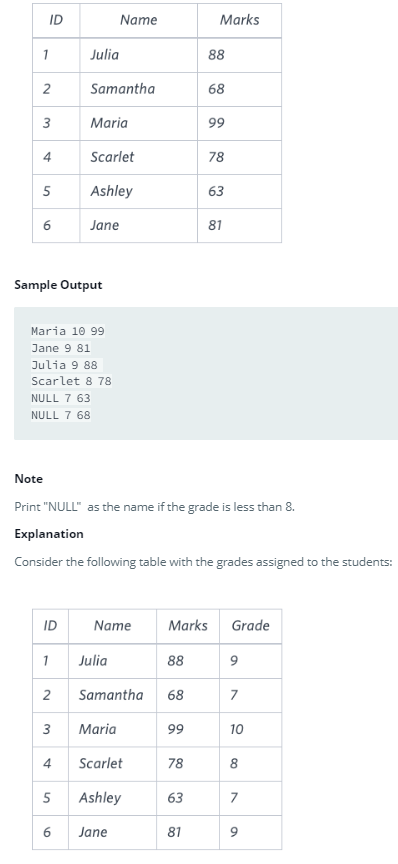 ID Name Marks
1 Julia 88
2 Samantha 68
3 Maria 99
4 Scarlet 78
5 Ashley 63
6 Jane 81
Sample Output
Maria 10 99
Jane 9 81
Julia 9 88
Scarlet 8 78
NULL 7 63
NULL 7 68
Note
Print "NULL" as the name if the grade is less than 8.
Explanation
Consider the following table with the grades assigned to the students:
ID Name Marks Grade
1 Julia 88 9
2 Samantha 68 7
3 Maria 99 10
4 Scarlet 78 8
5 Ashley 63 7
6 Jane 81 9